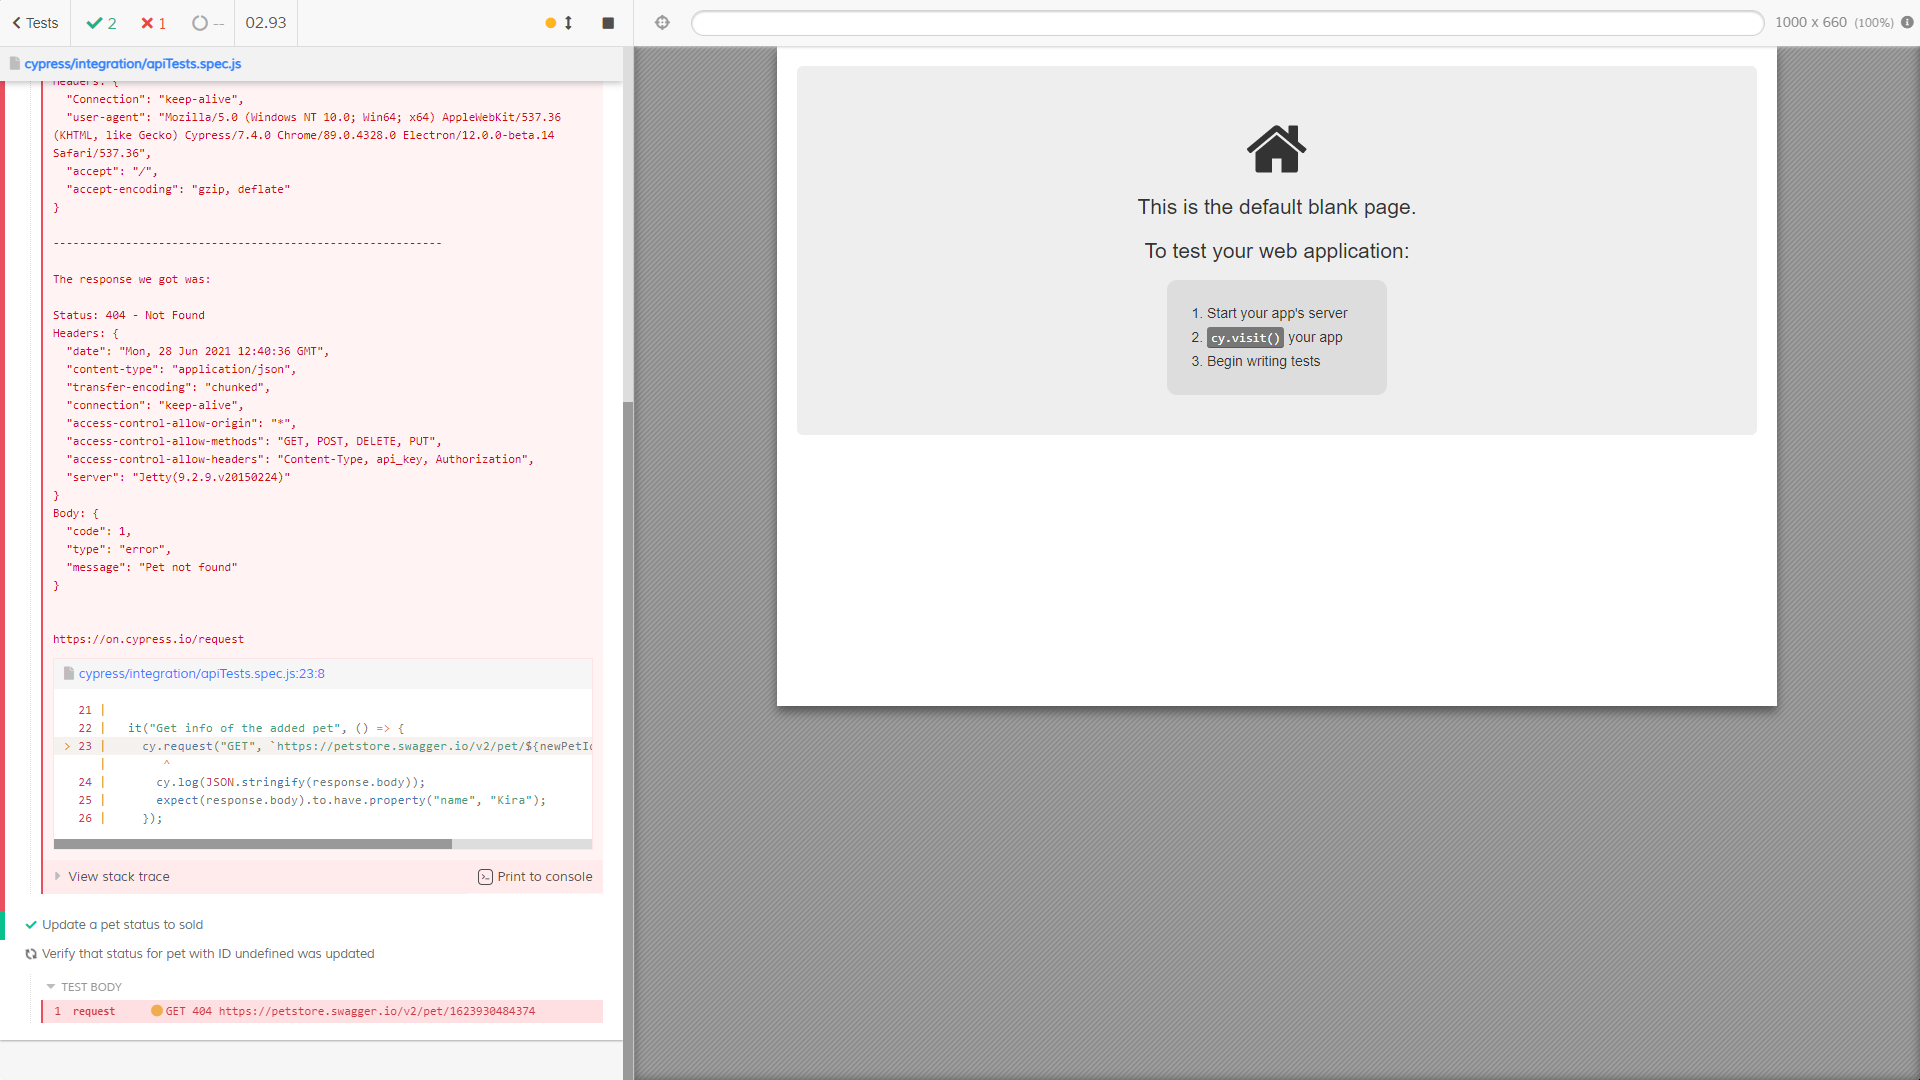 Tests
2
1
--
02.93
1000 x 660 (100%)
cypress/integration/apiTests.spec.js
Headers: {
"Connection": "keep-alive",
"user-agent": "Mozilla/5.0 (Windows NT 10.0; Win64; x64) AppleWebKit/537.36
(KHTML, like Gecko) Cypress/7.4.0 Chrome/89.0.4328.0 Electron/12.0.0-beta.14
Safari/537.36",
"accept": "*/*",
"accept-encoding": "gzip, deflate"
}
-----------------------------------------------------------
The response we got was:
Status: 404 - Not Found
Headers: {
"date": "Mon, 28 Jun 2021 12:40:36 GMT",
"content-type": "application/json",
"transfer-encoding": "chunked",
"connection": "keep-alive",
"access-control-allow-origin": "*",
"access-control-allow-methods": "GET, POST, DELETE, PUT",
"access-control-allow-headers": "Content-Type, api_key, Authorization",
"server": "Jetty(9.2.9.v20150224)"
}
Body: {
"code": 1,
"type": "error",
"message": "Pet not found"
}
https://on.cypress.io/request
cypress/integration/apiTests.spec.js:23:8
21 |
22 | it("Get info of the added pet", () => {
> 23 | cy.request("GET", `https://petstore.swagger.io/v2/pet/${newPetId
| ^
24 | cy.log(JSON.stringify(response.body));
25 | expect(response.body).to.have.property("name", "Kira");
26 | });
View stack trace
Print to console
Update a pet status to sold
Verify that status for pet with ID undefined was updated
TEST BODY
1 request GET 404 https://petstore.swagger.io/v2/pet/1623930484374
This is the default blank page.
To test your web application:
1. Start your app's server
2. cy.visit() your app
3. Begin writing tests